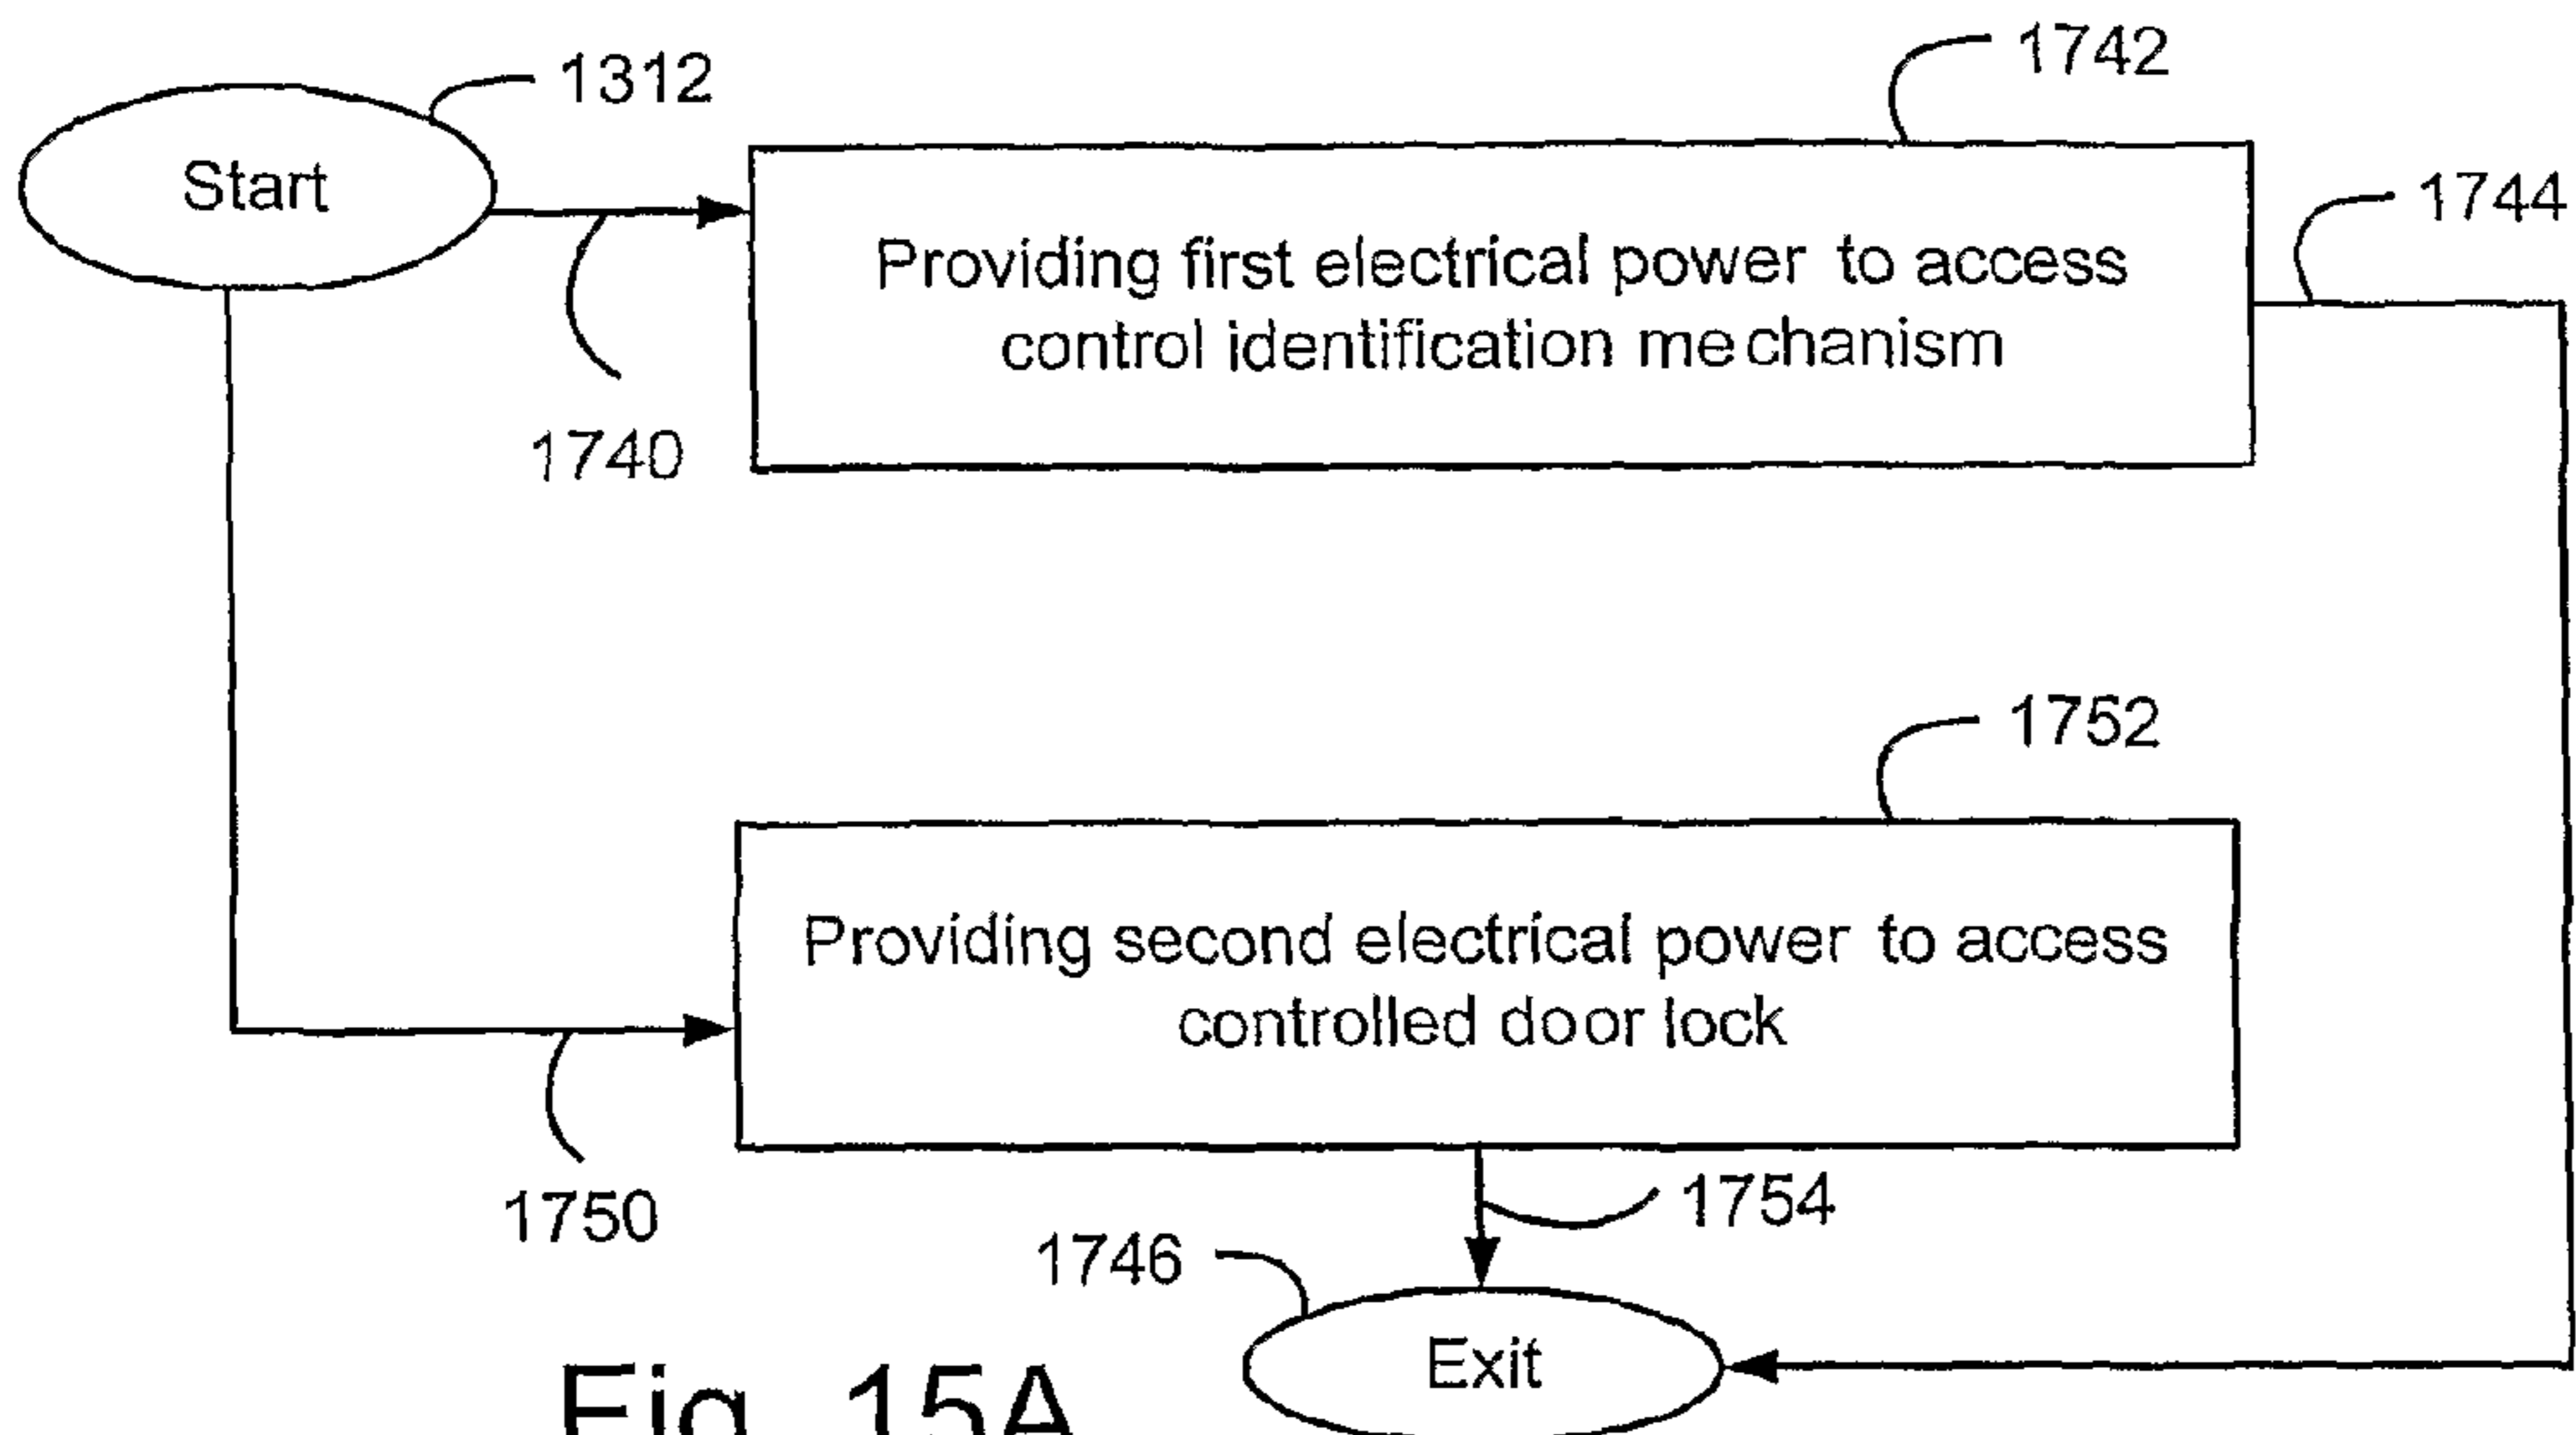 1312
1742
Start
1744
Providing first electrical power to access
control identification mechanism
1740
1752
Providing second electrical power to access
controlled door lock
1750
1754
1746
Exit
Fig. 15A